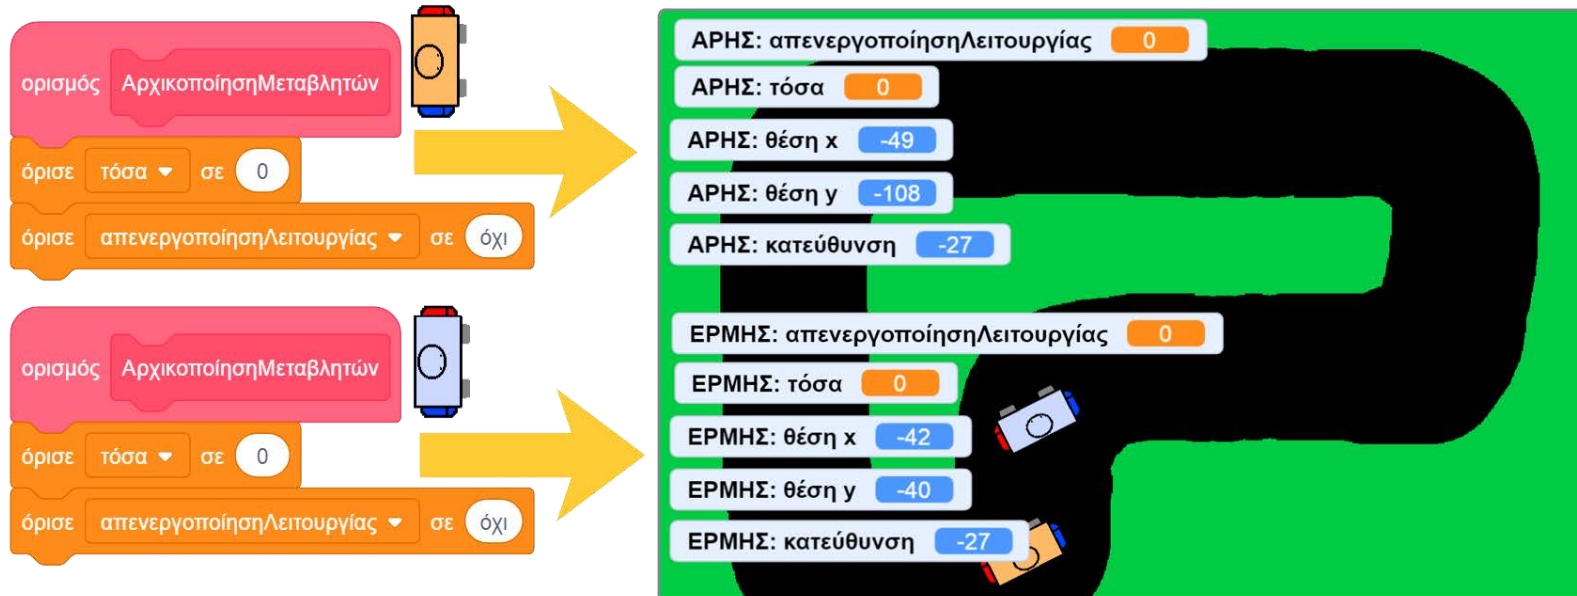 ορισμός ΑρχικοποίησηΜεταβλητών
όρισε τόσα σε 0
όρισε απενεργοποίησηΛειτουργίας σε όχι
ορισμός ΑρχικοποίησηΜεταβλητών
όρισε τόσα σε 0
όρισε απενεργοποίησηΛειτουργίας σε όχι
ΑΡΗΣ: απενεργοποίησηΛειτουργίας 0
ΑΡΗΣ: τόσα 0
ΑΡΗΣ: θέση x -49
ΑΡΗΣ: θέση y -108
ΑΡΗΣ: κατεύθυνση -27
ΕΡΜΗΣ: απενεργοποίησηΛειτουργίας 0
ΕΡΜΗΣ: τόσα 0
ΕΡΜΗΣ: θέση x -42
ΕΡΜΗΣ: θέση y -40
ΕΡΜΗΣ: κατεύθυνση -27